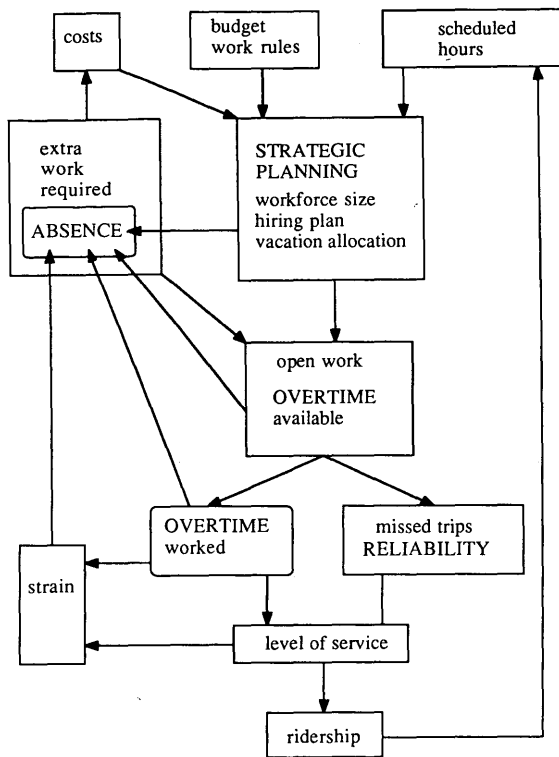 costs
budget
work rules
scheduled
hours
extra
work
required
ABSENCE
STRATEGIC
PLANNING
workforce size
hiring plan
vacation allocation
open work
OVERTIME
available
OVERTIME
worked
missed trips
RELIABILITY
strain
level of service
ridership